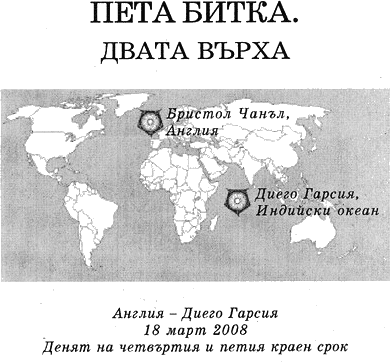 ПЕТА БИТКА.
ДВАТА ВЪРХА
Бристол Чанъл,
Англия
Диего Гарсия,
Индийски океан
Англия – Диего Гарсия
18 март 2008
Денят на четвъртия и петия краен срок